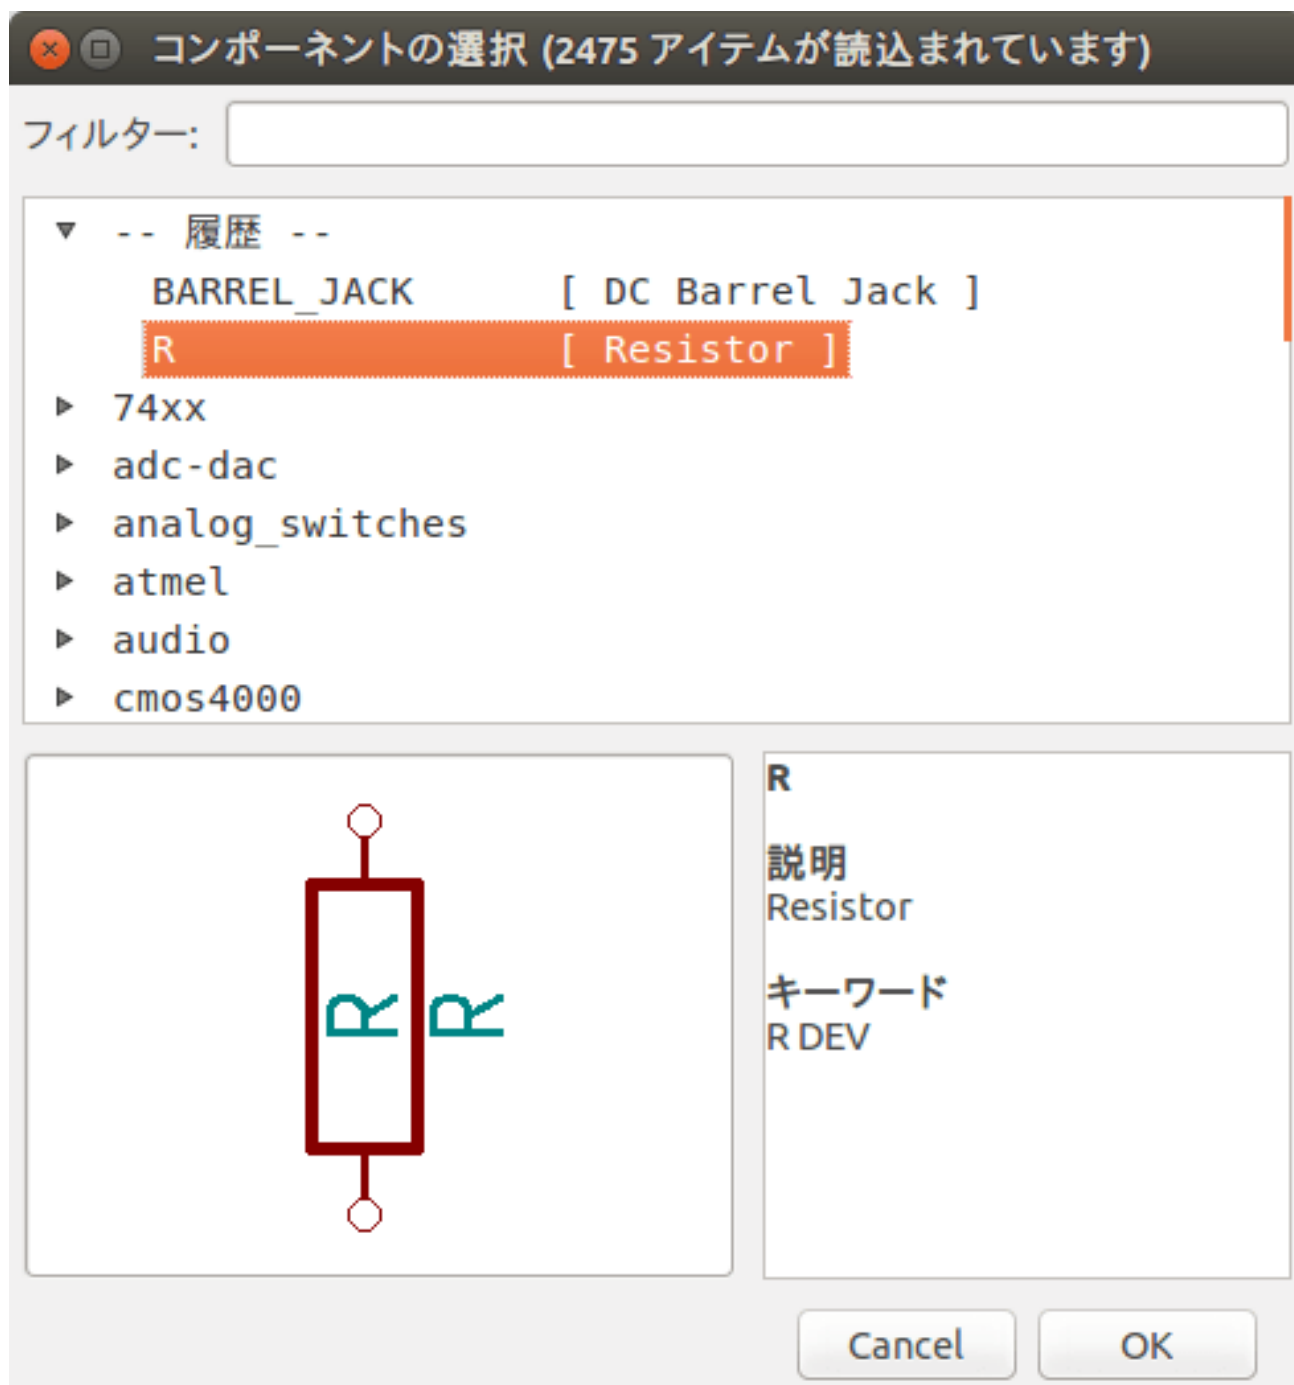 コンポーネントの選択 (2475 アイテムが読込まれています)
フィルター:
-- 履歴 --
BARREL_JACK [ DC Barrel Jack ]
R [ Resistor ]
74xx
adc-dac
analog_switches
atmel
audio
cmos4000
R
説明
Resistor
キーワード
R DEV
R R
Cancel OK